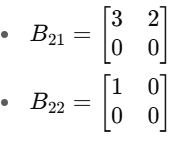 • B₂₁ = [3 2
0 0]
• B₂₂ = [1 0
0 0]